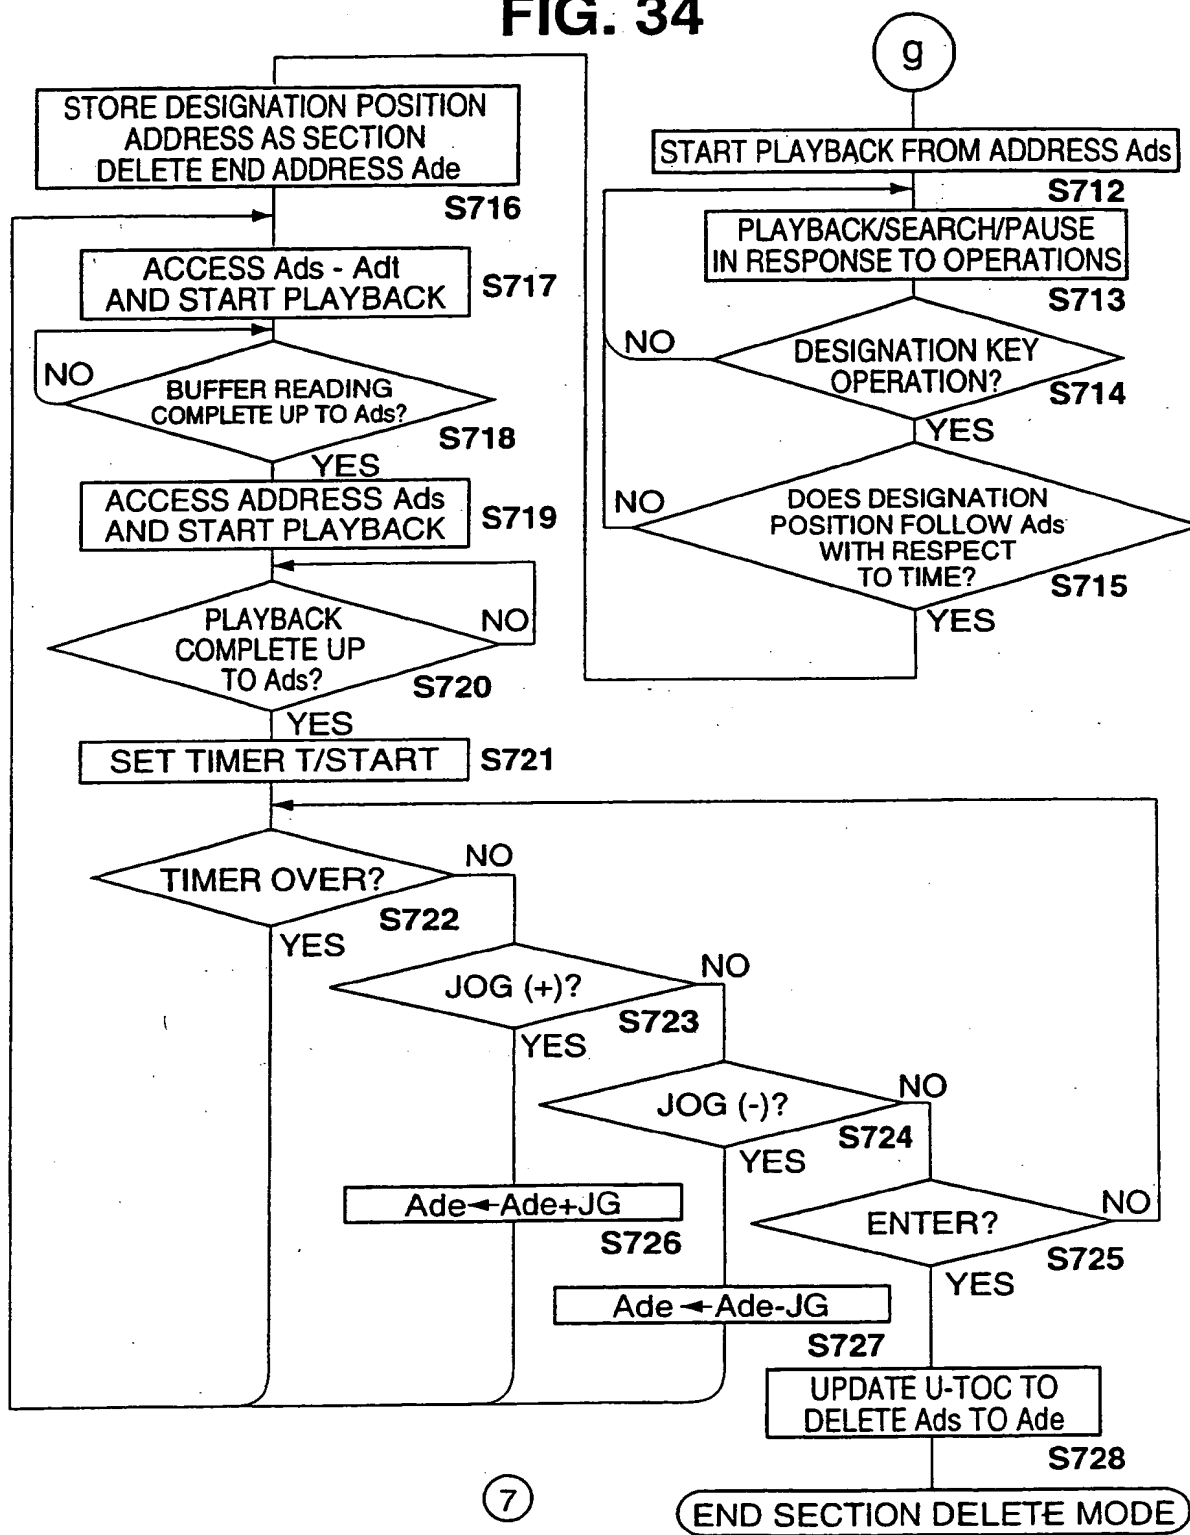 FIG. 34
g
START PLAYBACK FROM ADDRESS Ads
S712
PLAYBACK/SEARCH/PAUSE
IN RESPONSE TO OPERATIONS
S713
DESIGNATION KEY
OPERATION?
S714
NO
YES
DOES DESIGNATION
POSITION FOLLOW Ads
WITH RESPECT
TO TIME?
S715
NO
YES
STORE DESIGNATION POSITION
ADDRESS AS SECTION
DELETE END ADDRESS Ade
S716
ACCESS Ads - Adt
AND START PLAYBACK
S717
NO
BUFFER READING
COMPLETE UP TO Ads?
S718
YES
ACCESS ADDRESS Ads
AND START PLAYBACK
S719
PLAYBACK
COMPLETE UP
TO Ads?
NO
S720
YES
SET TIMER T/START
S721
TIMER OVER?
NO
S722
YES
JOG (+)?
NO
S723
YES
JOG (-)?
NO
S724
YES
Ade←Ade+JG
S726
ENTER?
NO
S725
YES
Ade←Ade-JG
S727
UPDATE U-TOC TO
DELETE Ads TO Ade
S728
7
END SECTION DELETE MODE